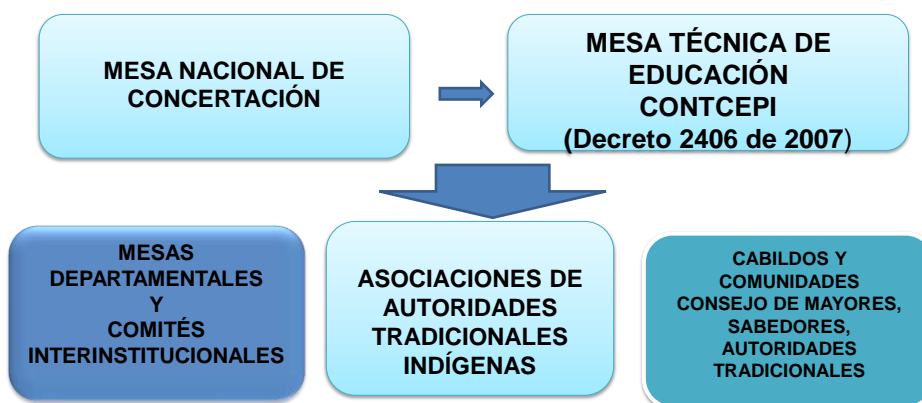 MESA NACIONAL DE
CONCERTACIÓN
MESA TÉCNICA DE
EDUCACIÓN
CONTCEPI
(Decreto 2406 de 2007)
MESAS
DEPARTAMENTALES
Y
COMITÉS
INTERINSTITUCIONALES
ASOCIACIONES DE
AUTORIDADES
TRADICIONALES
INDÍGENAS
CABILDOS Y
COMUNIDADES
CONSEJO DE MAYORES,
SABEDORES,
AUTORIDADES
TRADICIONALES